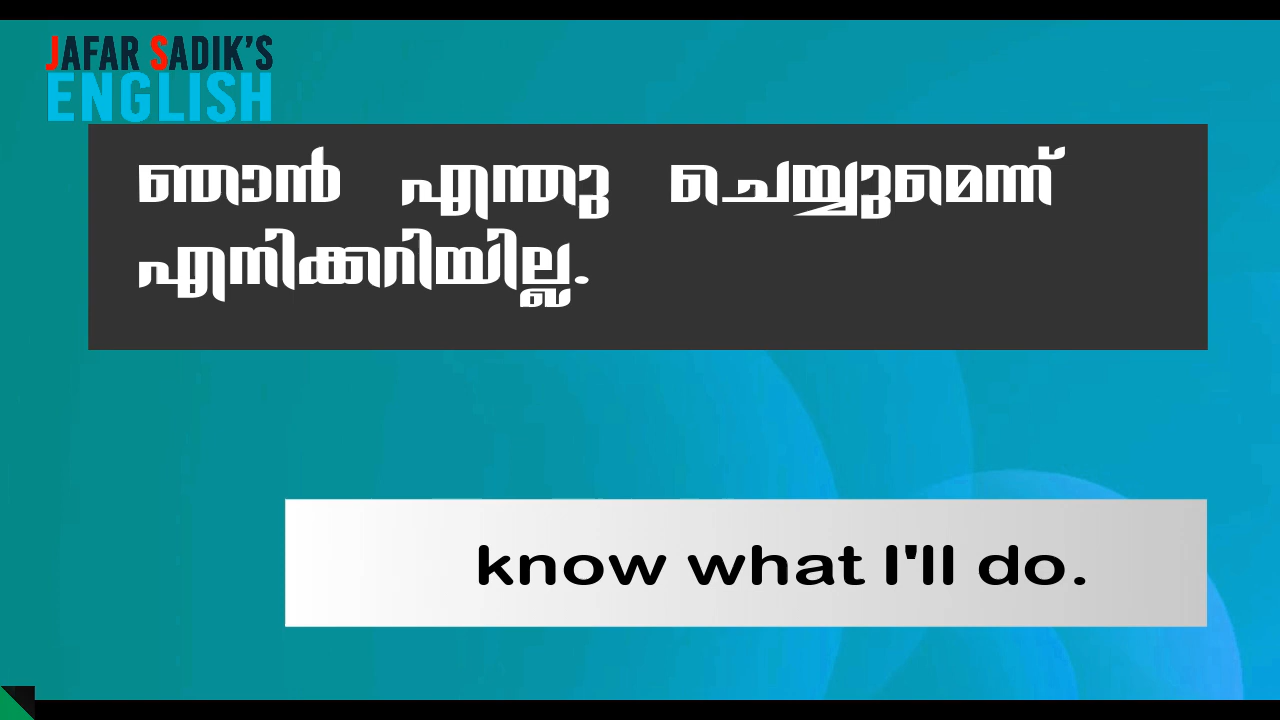 JAFAR SADIK'S
ENGLISH
ഞാൻ എന്തു ചെയ്യുമെന്ന്
എനിക്കറിയില്ല.
know what I'll do.